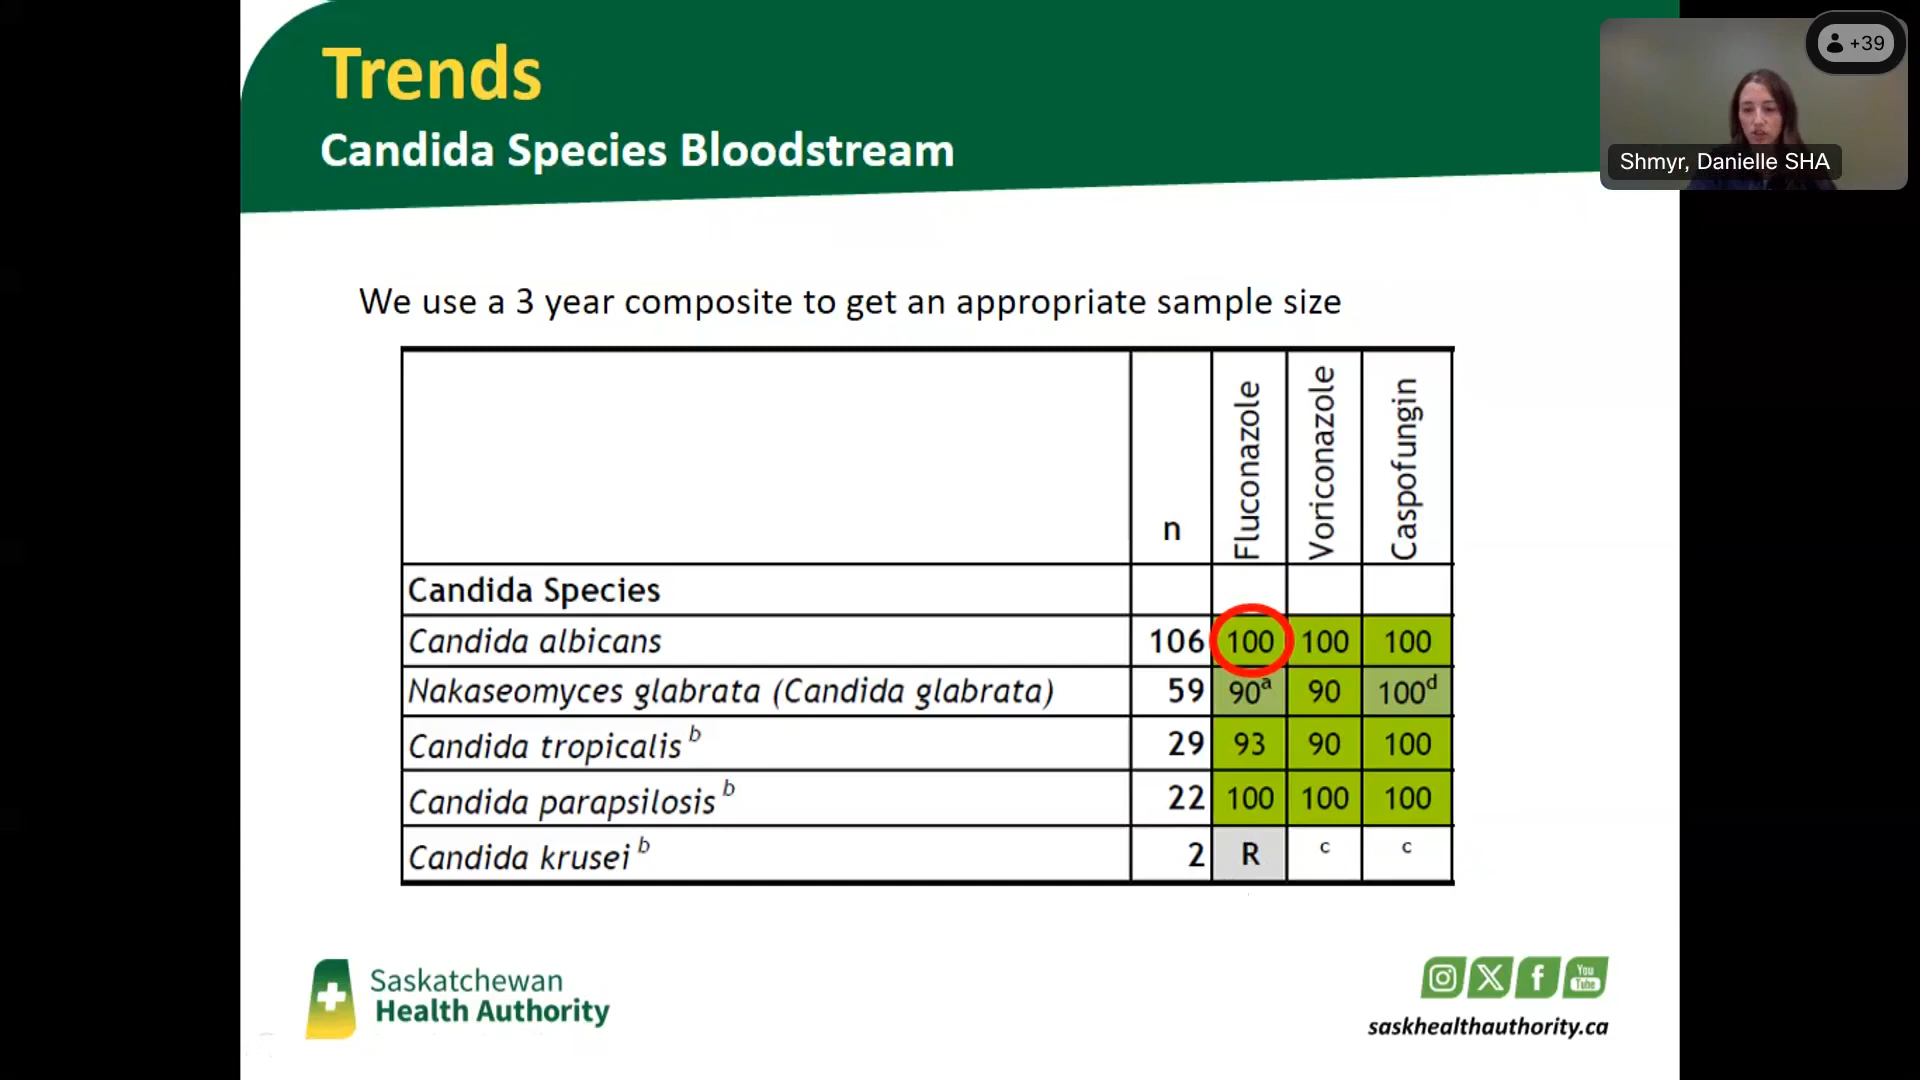 Trends
Candida Species Bloodstream
+39
Shmyr, Danielle SHA
We use a 3 year composite to get an appropriate sample size
n Fluconazole Voriconazole Caspofungin
Candida Species
Candida albicans 106 100 100 100
Nakaseomyces glabrata (Candida glabrata) 59 90a 90 100d
Candida tropicalis b 29 93 90 100
Candida parapsilosis b 22 100 100 100
Candida krusei b 2 R c c
Saskatchewan
Health Authority
You
Tube
saskhealthauthority.ca